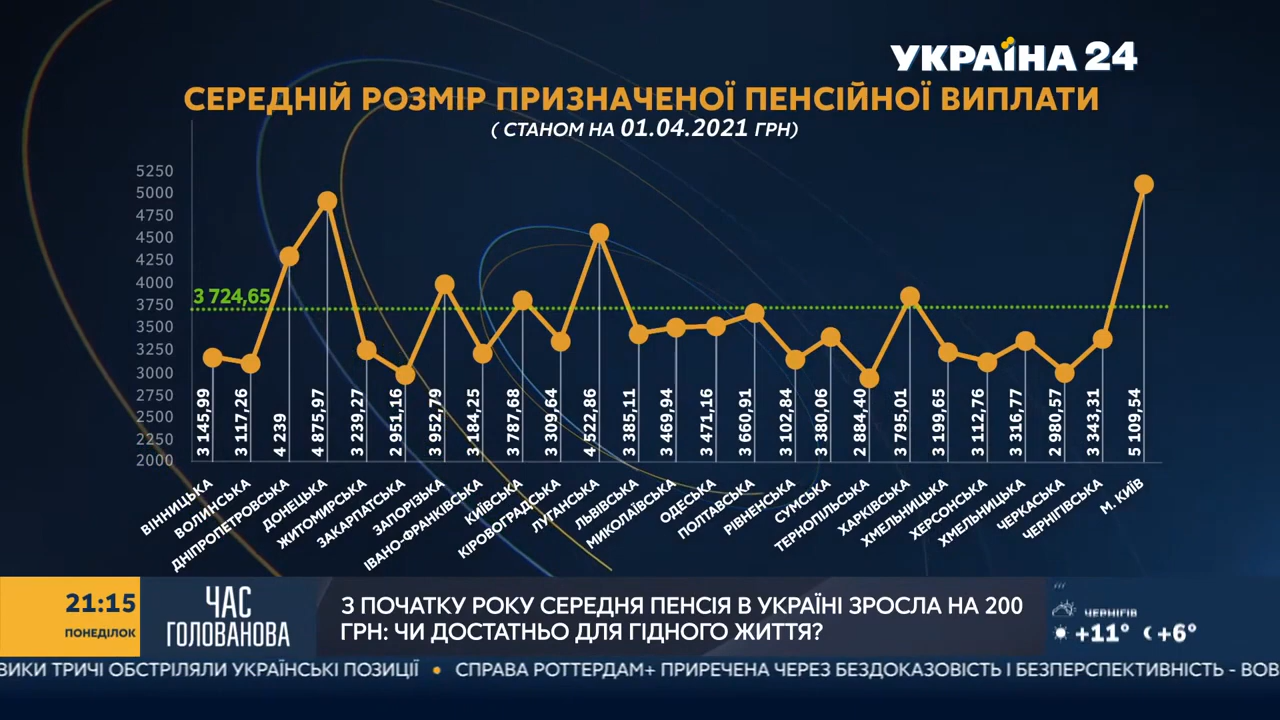 УКРАЇНА 24
СЕРЕДНІЙ РОЗМІР ПРИЗНАЧЕНОЇ ПЕНСІЙНОЇ ВИПЛАТИ
( СТАНОМ НА 01.04.2021 ГРН)
5250
5000
4750
4500
4250
4000
3750
3500
3250
3000
2750
2500
2250
2000
3 724,65
3 145,99
3 117,26
4 239
4 875,97
3 239,27
2 951,16
3 952,79
3 184,25
3 787,68
3 309,64
4 522,86
3 385,11
3 469,94
3 471,16
3 660,91
3 102,84
3 380,06
2 884,40
3 795,01
3 199,65
3 112,76
3 316,77
2 980,57
3 343,31
5 109,54
ВІННИЦЬКА
ВОЛИНСЬКА
ДНІПРОПЕТРОВСЬКА
ДОНЕЦЬКА
ЖИТОМИРСЬКА
ЗАКАРПАТСЬКА
ЗАПОРІЗЬКА
ІВАНО-ФРАНКІВСЬКА
КИЇВСЬКА
КІРОВОГРАДСЬКА
ЛУГАНСЬКА
ЛЬВІВСЬКА
МИКОЛАЇВСЬКА
ОДЕСЬКА
ПОЛТАВСЬКА
РІВНЕНСЬКА
СУМСЬКА
ТЕРНОПІЛЬСЬКА
ХАРКІВСЬКА
ХМЕЛЬНИЦЬКА
ХЕРСОНСЬКА
ХМЕЛЬНИЦЬКА
ЧЕРКАСЬКА
ЧЕРНІГІВСЬКА
М. КИЇВ
21:15
ПОНЕДІЛОК
ЧАС
ГОЛОВАНОВА
З ПОЧАТКУ РОКУ СЕРЕДНЯ ПЕНСІЯ В УКРАЇНІ ЗРОСЛА НА 200
ГРН: ЧИ ДОСТАТНЬО ДЛЯ ГІДНОГО ЖИТТЯ?
ЧЕРНІГІВ
+11° +6°
ВИКИ ТРИЧІ ОБСТРІЛЯЛИ УКРАЇНСЬКІ ПОЗИЦІЇ • СПРАВА РОТТЕРДАМ+ ПРИРЕЧЕНА ЧЕРЕЗ БЕЗДОКАЗОВІСТЬ І БЕЗПЕРСПЕКТИВНІСТЬ - ВОВ